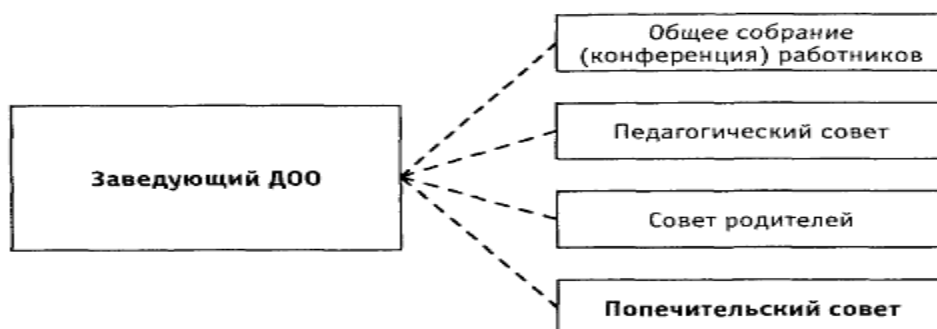 Общее собрание
(конференция) работников
Педагогический совет
Заведующий ДОО
Совет родителей
Попечительский совет